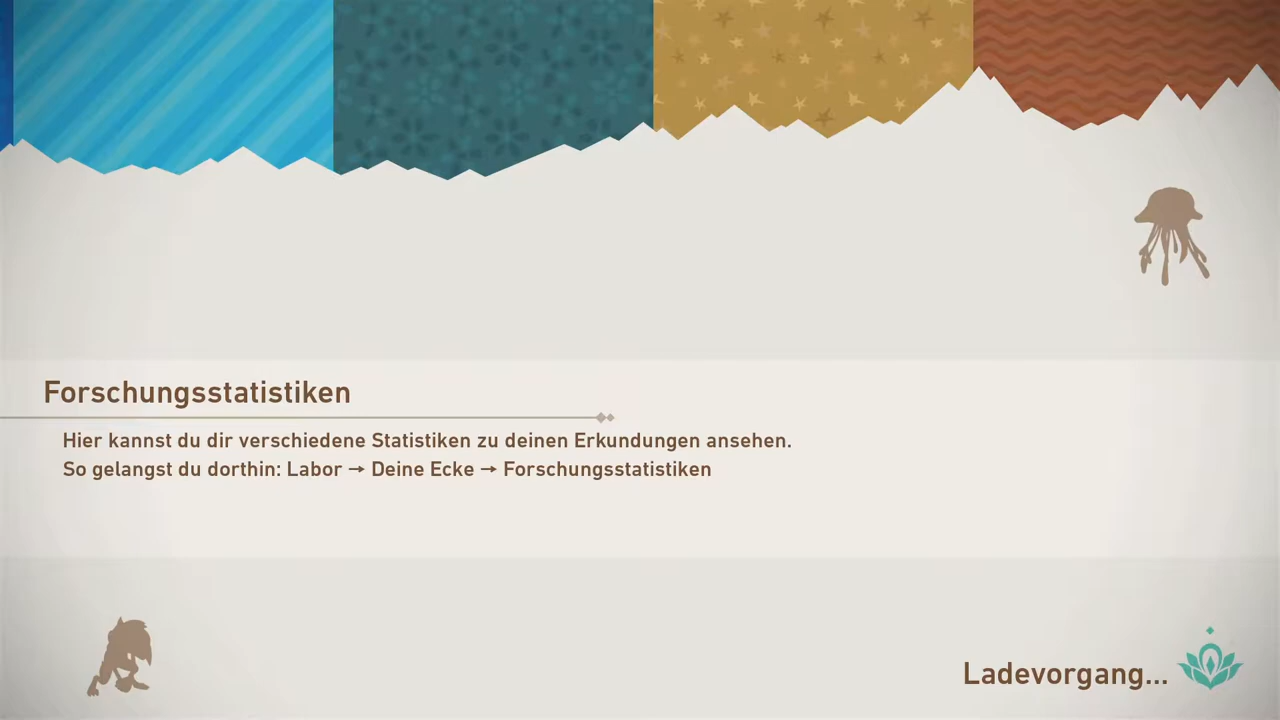 Forschungsstatistiken
Hier kannst du dir verschiedene Statistiken zu deinen Erkundungen ansehen.
So gelangst du dorthin: Labor → Deine Ecke → Forschungsstatistiken
Ladevorgang...